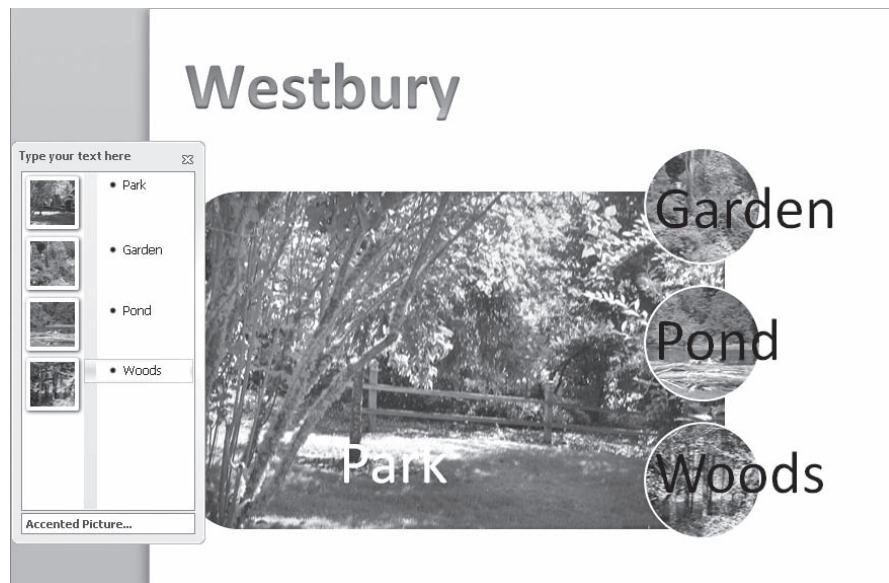 Westbury
Type your text here
• Park
• Garden
• Pond
• Woods
Accented Picture...
Garden
Pond
Woods
Park